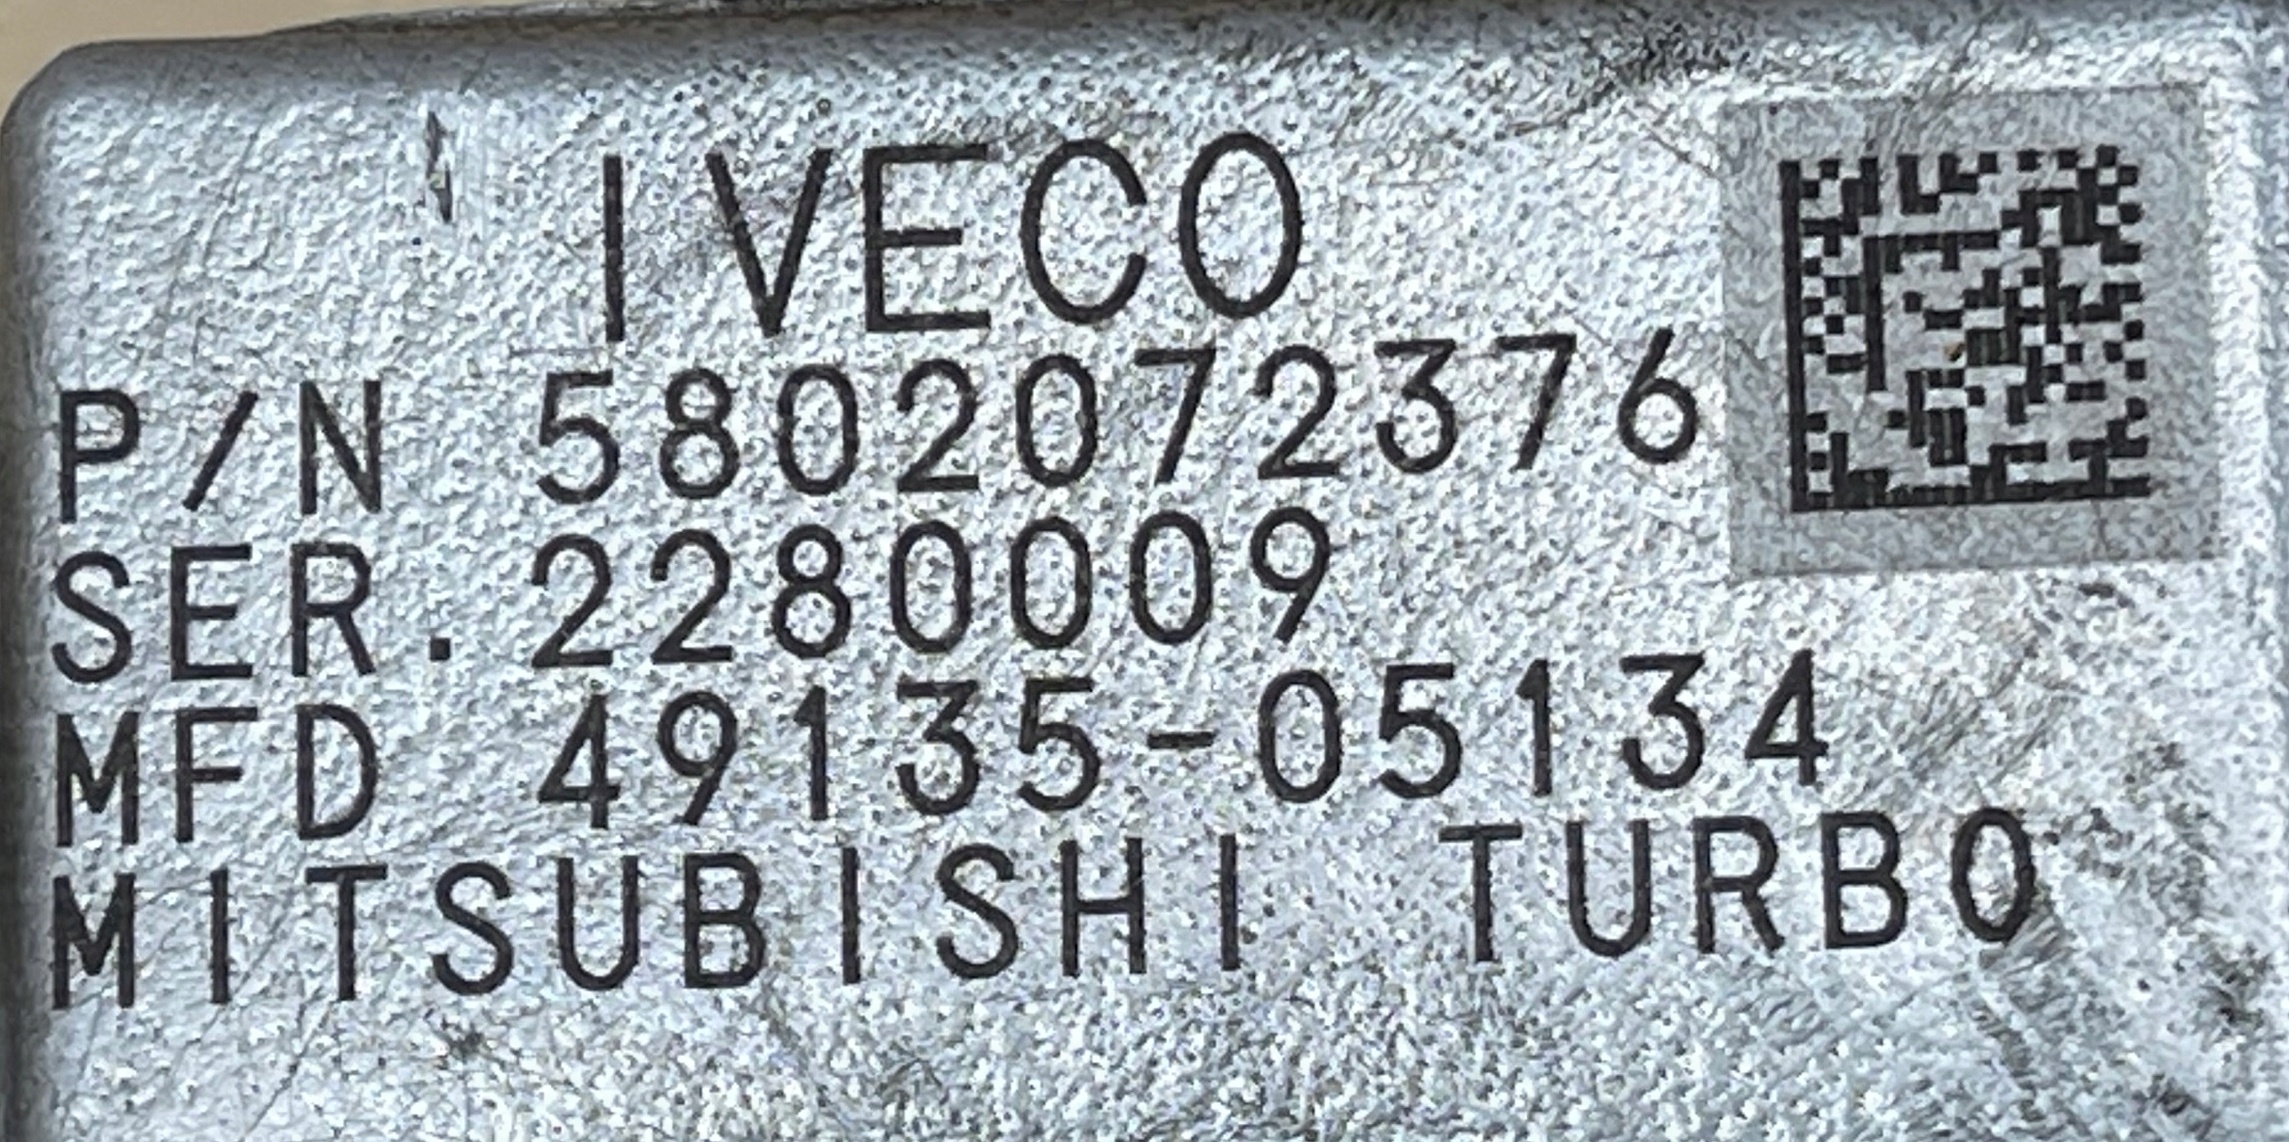 IVECO
P/N 5802072376
SER. 2280009
MFD 49135-05134
MITSUBISHI TURBO